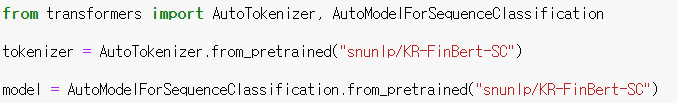 from transformers import AutoTokenizer, AutoModelForSequenceClassification
tokenizer = AutoTokenizer.from_pretrained("snunlp/KR-FinBert-SC")
model = AutoModelForSequenceClassification.from_pretrained("snunlp/KR-FinBert-SC")